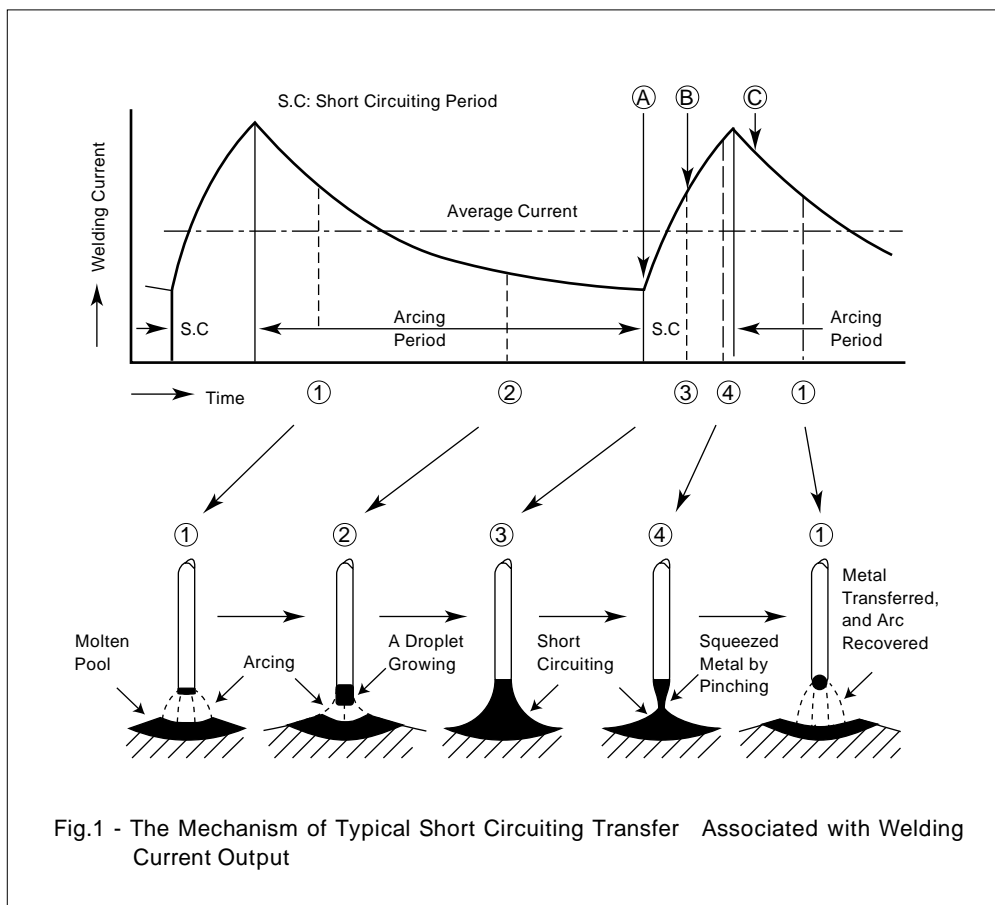 S.C: Short Circuiting Period
Ⓐ
Ⓑ
Ⓒ
Welding Current
Average Current
S.C
Arcing
Period
S.C
Arcing
Period
Time
①
②
③
④
①
①
②
③
④
①
Molten
Pool
Arcing
A Droplet
Growing
Short
Circuiting
Squeezed
Metal by
Pinching
Metal
Transferred,
and Arc
Recovered
Fig.1 - The Mechanism of Typical Short Circuiting Transfer Associated with Welding
Current Output